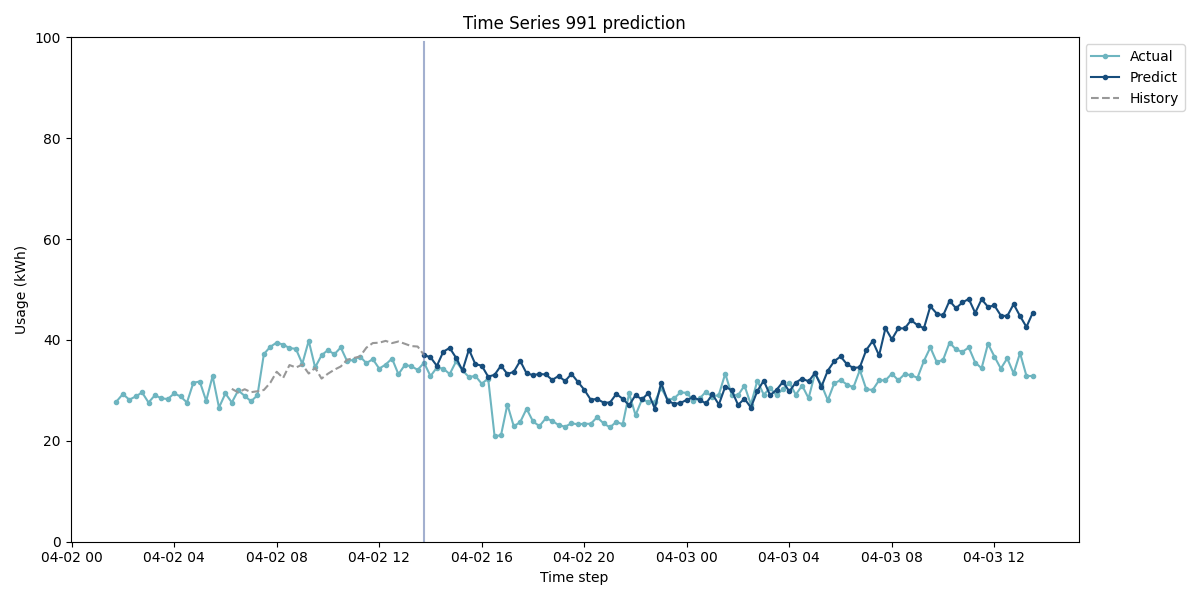 Time Series 991 prediction
100
80
60
40
20
0
Usage (kWh)
04-02 00
04-02 04
04-02 08
04-02 12
04-02 16
04-02 20
04-03 00
04-03 04
04-03 08
04-03 12
Time step
Actual
Predict
History